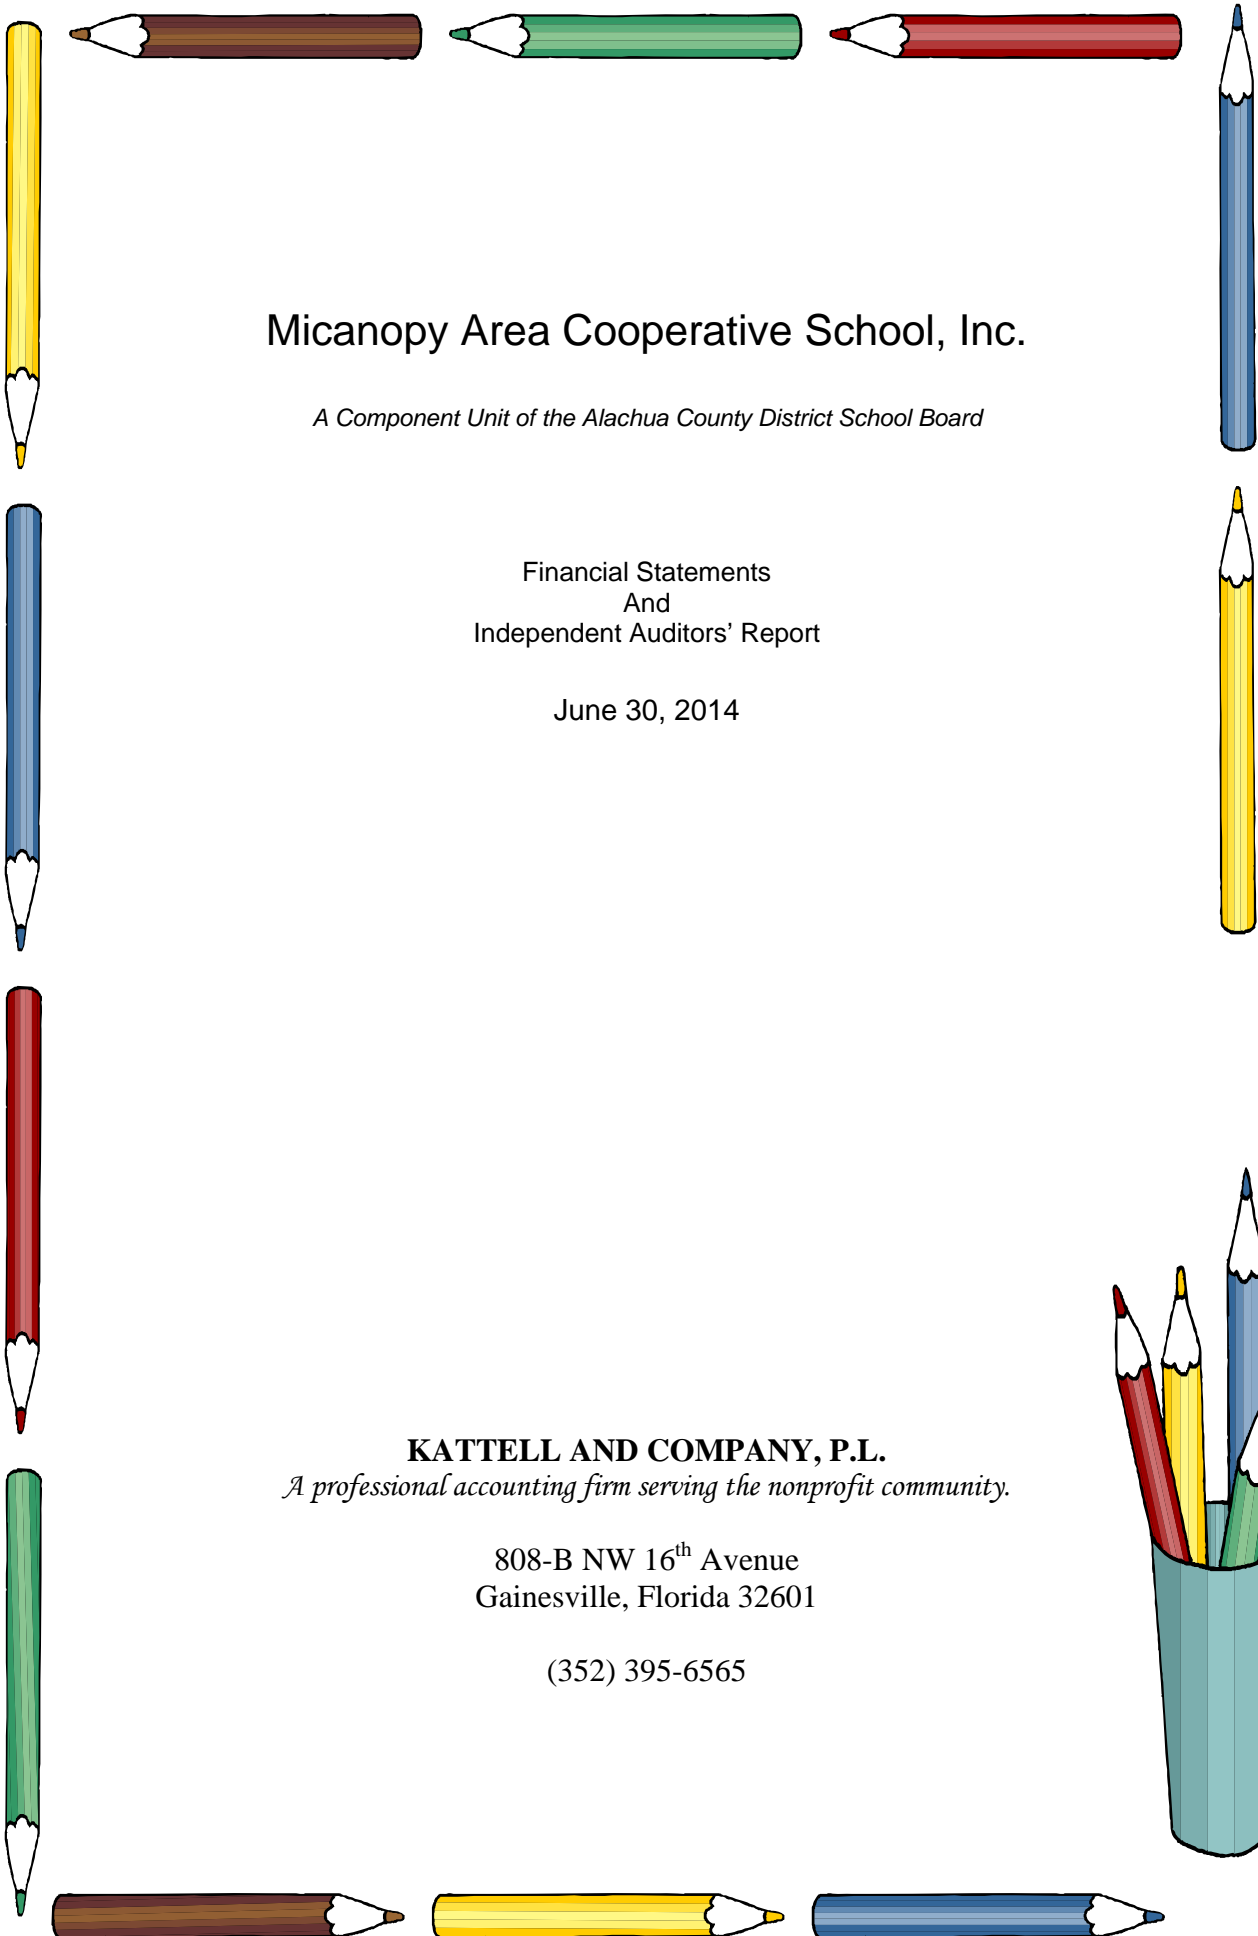 Micanopy Area Cooperative School, Inc.
A Component Unit of the Alachua County District School Board
Financial Statements
And
Independent Auditors’ Report
June 30, 2014
KATTELL AND COMPANY, P.L.
A professional accounting firm serving the nonprofit community.
808-B NW 16th Avenue
Gainesville, Florida 32601
(352) 395-6565